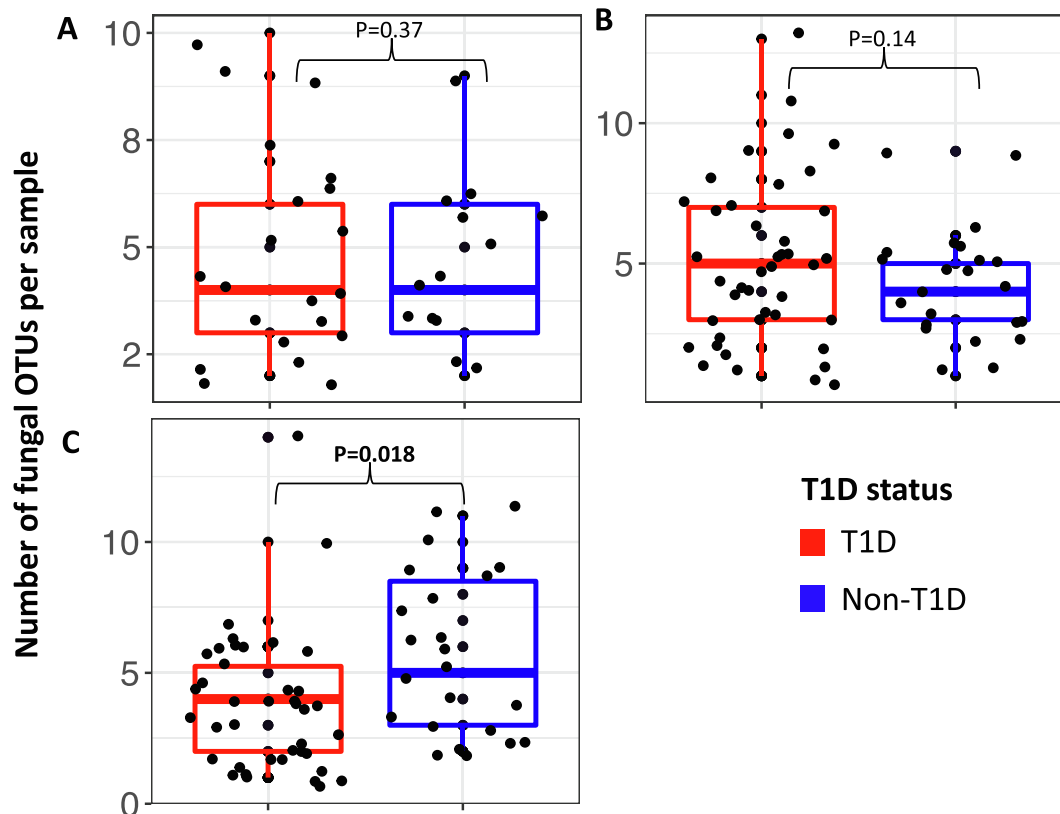 A
P=0.37
10
8
5
2
B
P=0.14
10
5
C
P=0.018
10
5
0
Number of fungal OTUs per sample
T1D status
T1D
Non-T1D